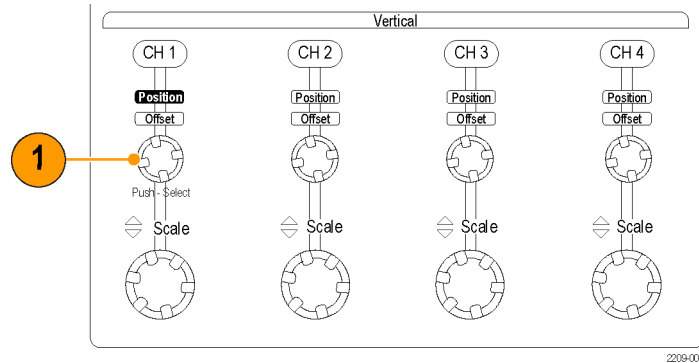 Vertical
CH 1 CH 2 CH 3 CH 4
Position Position Position Position
Offset Offset Offset Offset
1
Push - Select
Scale Scale Scale Scale
2209-00